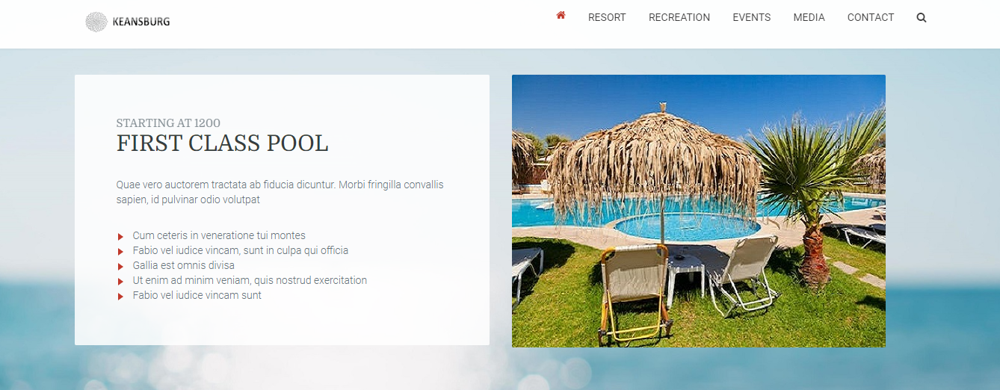 KEANSBURG
RESORT RECREATION EVENTS MEDIA CONTACT
STARTING AT 1200
FIRST CLASS POOL
Quae vero auctorem tractata ab fiducia dicuntur. Morbi fringilla convallis
sapien, id pulvinar odio volutpat
Cum ceteris in veneratione tui montes
Fabio vel iudice vincam, sunt in culpa qui officia
Gallia est omnis divisa
Ut enim ad minim veniam, quis nostrud exercitation
Fabio vel iudice vincam sunt